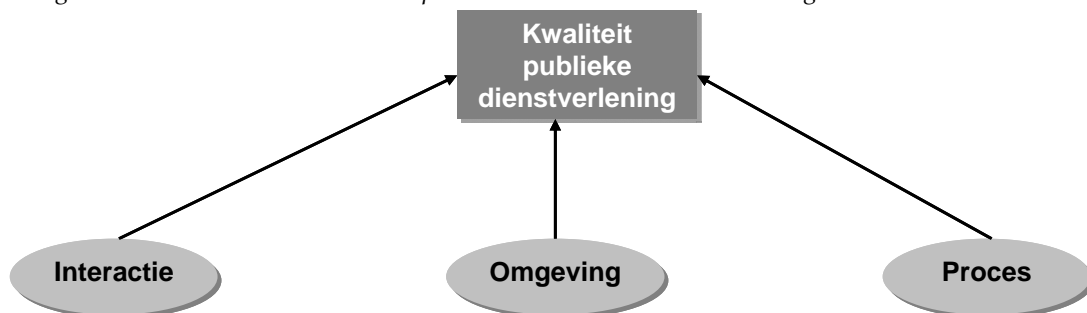 Kwaliteit
publieke
dienstverlening
Interactie
Omgeving
Proces